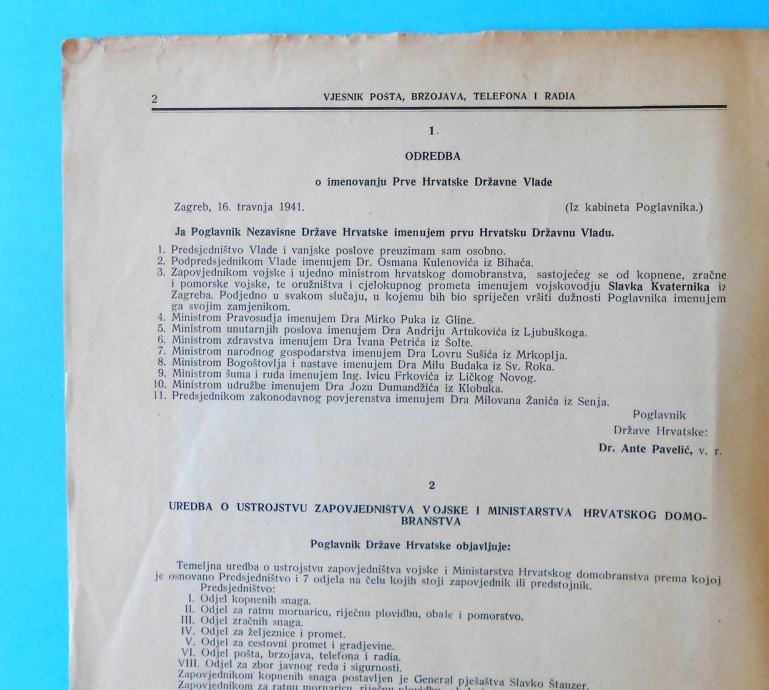 2
VJESNIK POŠTA, BRZOJAVA, TELEFONA I RADIA
1.
ODREDBA
o imenovanju Prve Hrvatske Državne Vlade
Zagreb, 16. travnja 1941. (Iz kabineta Poglavnika.)
Ja Poglavnik Nezavisne Države Hrvatske imenujem prvu Hrvatsku Državnu Vladu.
1. Predsjedništvo Vlade i vanjske poslove preuzimam sam osobno.
2. Podpredsjednikom Vlade imenujem Dr. Osmana Kulenovića iz Bihaća.
3. Zapovjednikom vojske i ujedno ministrom hrvatskog domobranstva, sastojećeg se od kopnene, zračne
i pomorske vojske, te oružništva i cjelokupnog prometa imenujem vojskovodju Slavka Kvaternika iz
Zagreba. Podjedno u svakom slučaju, u kojemu bih bio spriječen vršiti dužnosti Poglavnika imenujem
ga svojim zamjenikom.
4. Ministrom Pravosudja imenujem Dra Mirko Puka iz Gline.
5. Ministrom unutarnjih poslova imenujem Dra Andriju Artukovića iz Ljubuškoga.
6. Ministrom zdravstva imenujem Dra Ivana Petrića iz Šolte.
7. Ministrom narodnog gospodarstva imenujem Dra Lovru Sušića iz Mrkoplja.
8. Ministrom Bogoštovlja i nastave imenujem Dra Milu Budaka iz Sv. Roka.
9. Ministrom šuma i ruda imenujem Ing. Ivicu Frkovića iz Ličkog Novog.
10. Ministrom udružbe imenujem Dra Jozu Dumandžića iz Klobuka.
11. Predsjednikom zakonodavnog povjerenstva imenujem Dra Milovana Žanića iz Senja.
Poglavnik
Države Hrvatske:
Dr. Ante Pavelić, v. r.
2
UREDBA O USTROJSTVU ZAPOVJEDNIŠTVA VOJSKE I MINISTARSTVA HRVATSKOG DOMO-
BRANSTVA
Poglavnik Države Hrvatske objavljuje:
Temeljna uredba o ustrojstvu zapovjedništva vojske i Ministarstva Hrvatskog domobranstva prema kojoj
je osnovano Predsjedništvo i 7 odjela na čelu kojih stoji zapovjednik ili predstojnik.
Predsjedništvo:
I. Odjel kopnenih snaga.
II. Odjel za ratnu mornaricu, riječnu plovidbu, obale i pomorstvo.
III. Odjel zračnih snaga.
IV. Odjel za željeznice i promet.
V. Odjel za cestovni promet i gradjevine.
VI. Odjel pošta, brzojava, telefona i radia.
VIII. Odjel za zbor javnog reda i sigurnosti.
Zapovjednikom kopnenih snaga postavljen je General pješaštva Slavko Štanzer.
Zapovjednikom za ratnu mornaricu, riječnu plovidbu,